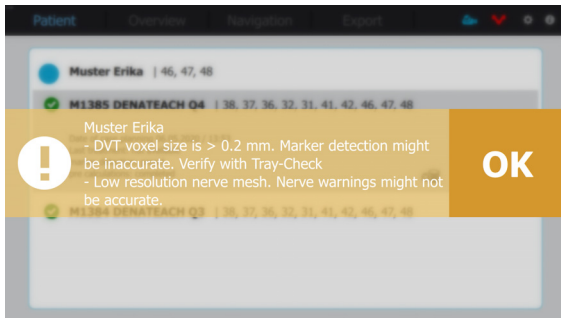 Patient Overview Navigation Export
Muster Erika | 46, 47, 48
M1385 DENATEACH Q4 | 38, 37, 36, 32, 31, 41, 42, 46, 47, 48
Muster Erika
- DVT voxel size is > 0.2 mm. Marker detection might
be inaccurate. Verify with Tray-Check
- Low resolution nerve mesh. Nerve warnings might not
be accurate.
OK
M1384 DENATEACH Q3 | 38, 37, 36, 32, 31, 41, 42, 46, 47, 48